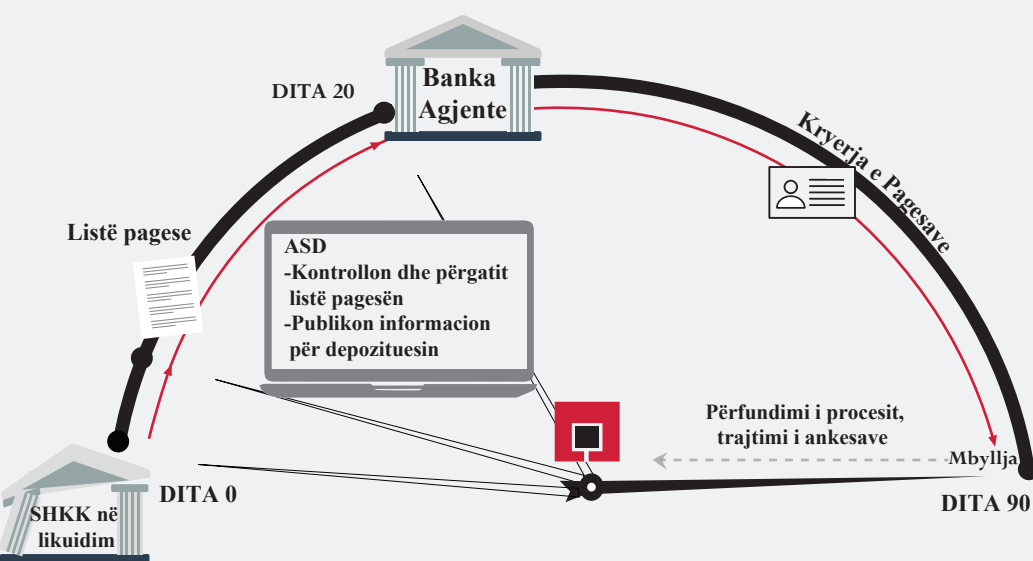 DITA 20
Banka
Agjente
Kryerja e Pagesave
Listë pagese
ASD
-Kontrollon dhe përgatit
listë pagesën
-Publikon informacion
për depozituesin
Përfundimi i procesit,
trajtimi i ankesave
Mbyllja
DITA 0
DITA 90
SHKK në
likuidim